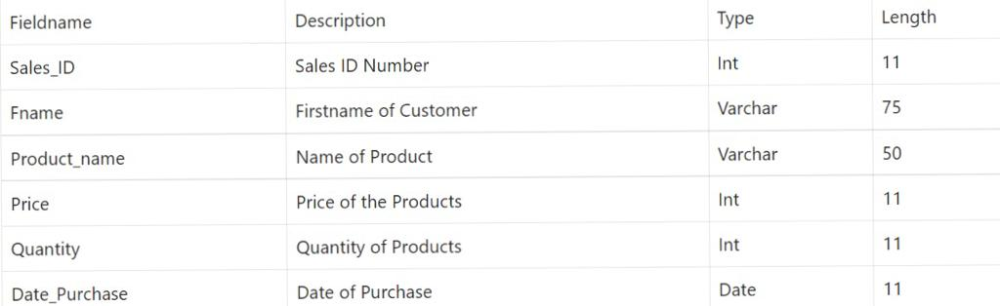 Fieldname Description Type Length
Sales_ID Sales ID Number Int 11
Fname Firstname of Customer Varchar 75
Product_name Name of Product Varchar 50
Price Price of the Products Int 11
Quantity Quantity of Products Int 11
Date_Purchase Date of Purchase Date 11